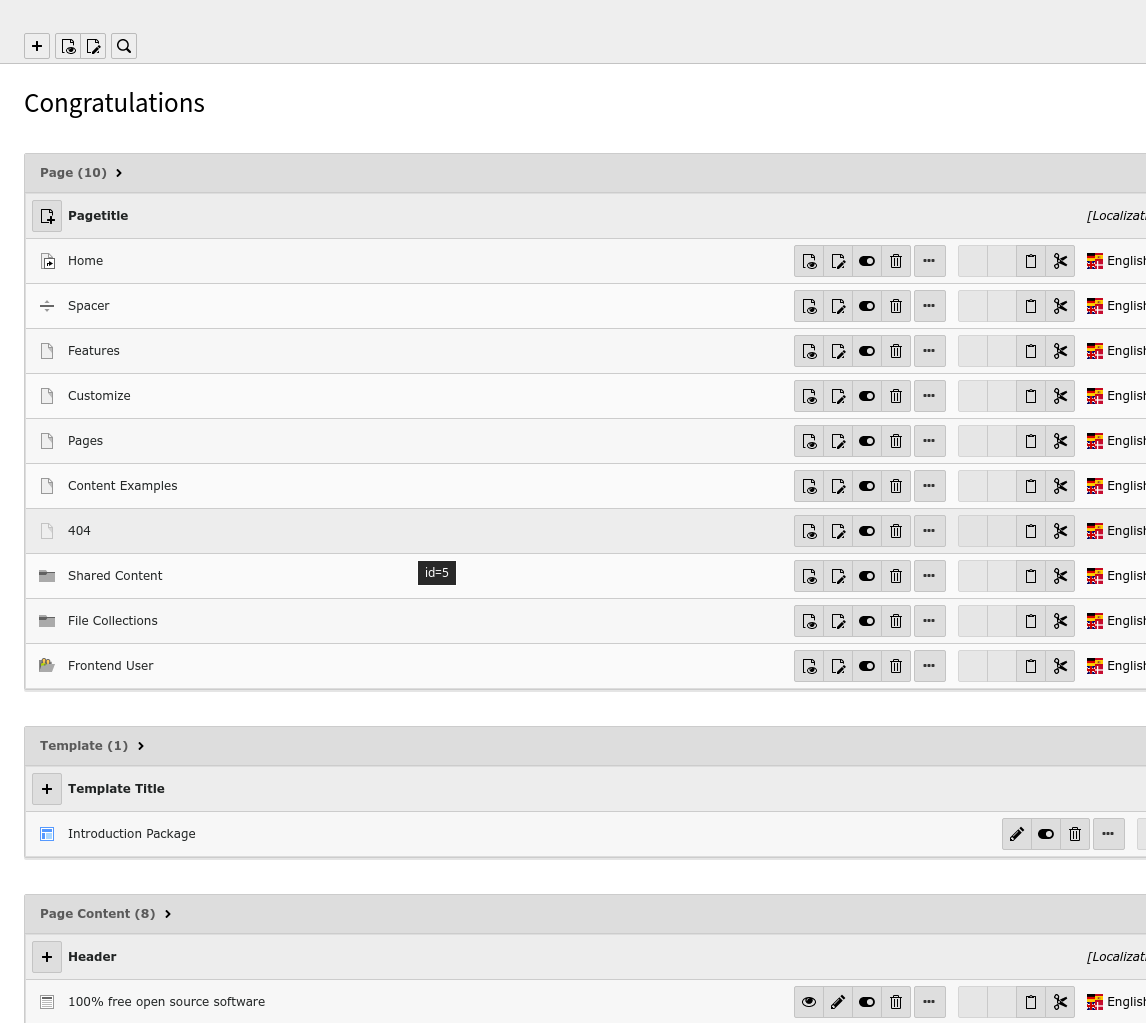 Congratulations
Page (10)
Pagetitle [Localizat
Home English
Spacer English
Features English
Customize English
Pages English
Content Examples English
404 English
Shared Content id=5 English
File Collections English
Frontend User English
Template (1)
Template Title
Introduction Package
Page Content (8)
Header [Localizat
100% free open source software English